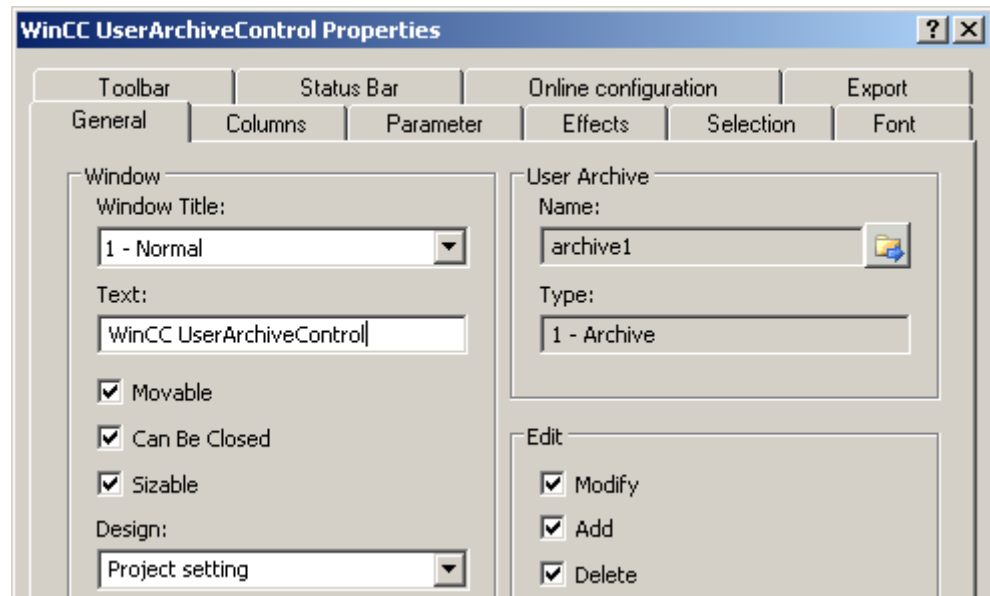 WinCC UserArchiveControl Properties
Toolbar Status Bar Online configuration Export
General Columns Parameter Effects Selection Font
Window
Window Title:
1 - Normal
Text:
WinCC UserArchiveControl
Movable
Can Be Closed
Sizable
Design:
Project setting
User Archive
Name:
archive1
Type:
1 - Archive
Edit
Modify
Add
Delete